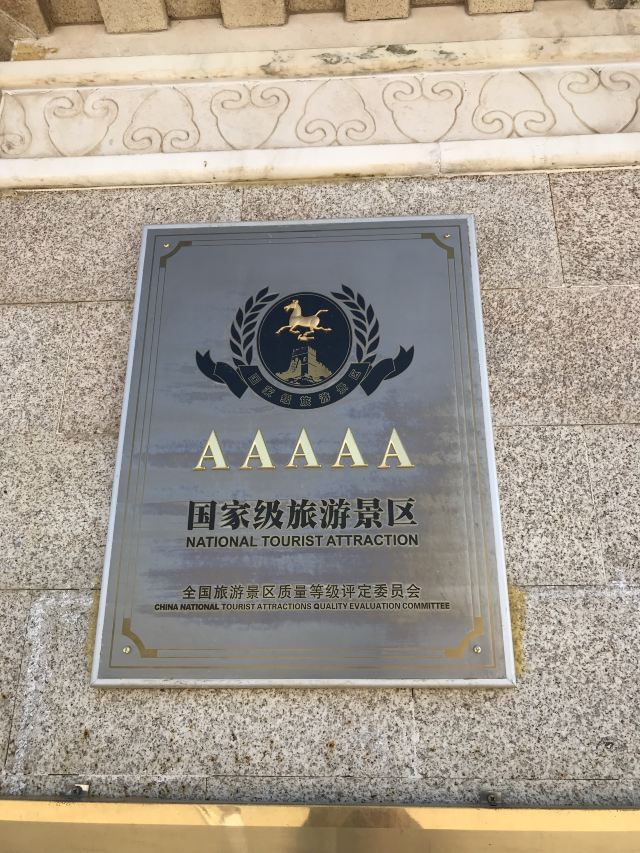 国家级旅游景区
AAAAA
国家级旅游景区
NATIONAL TOURIST ATTRACTION
全国旅游景区质量等级评定委员会
CHINA NATIONAL TOURIST ATTRACTIONS QUALITY EVALUATION COMMITTEE